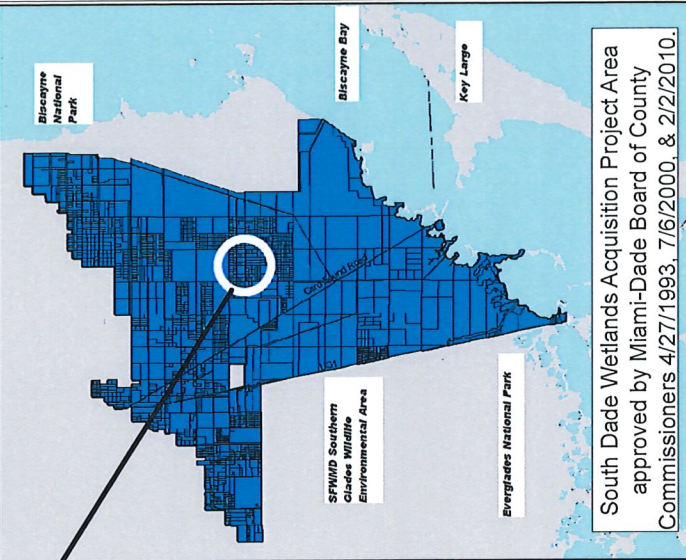 Biscayne
National
Park
Biscayne Bay
Key Largo
Card Sound Road
US1
SFWMD Southern
Glades Wildlife
Environmental Area
Everglades National Park
South Dade Wetlands Acquisition Project Area
approved by Miami-Dade Board of County
Commissioners 4/27/1993, 7/6/2000, & 2/2/2010.